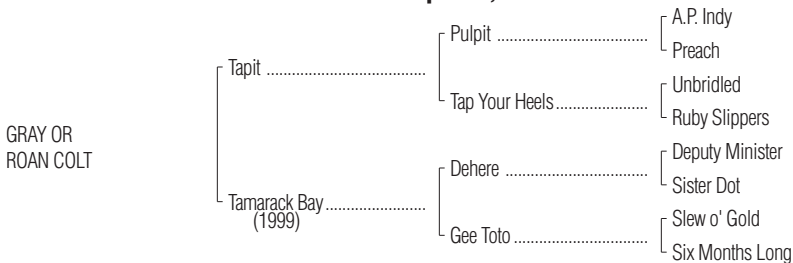 A.P. Indy
Pulpit
Preach
Tapit
Unbridled
Tap Your Heels
Ruby Slippers
GRAY OR
ROAN COLT
Deputy Minister
Dehere
Sister Dot
Tamarack Bay
(1999)
Slew o' Gold
Gee Toto
Six Months Long